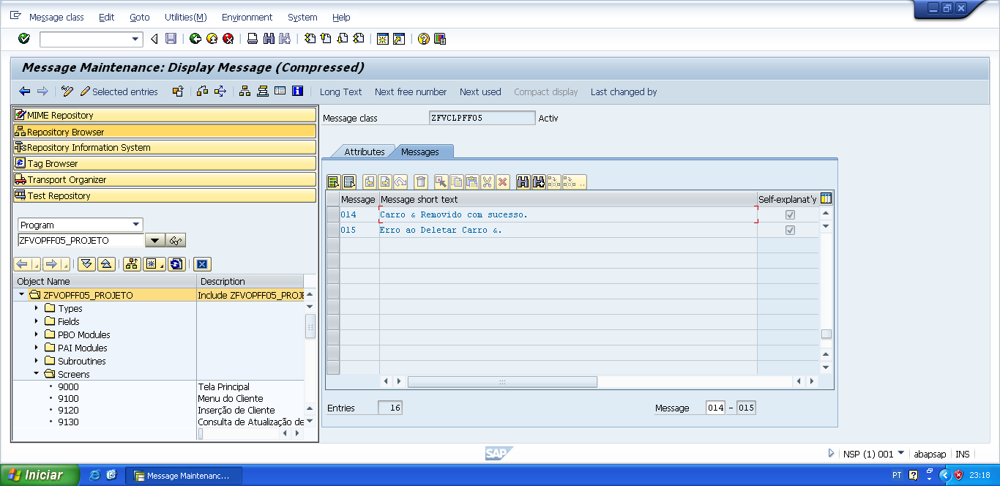 Message class Edit Goto Utilities(M) Environment System Help
Message Maintenance: Display Message (Compressed)
Selected entries Long Text Next free number Next used Compact display Last changed by
MIME Repository
Repository Browser
Repository Information System
Tag Browser
Transport Organizer
Test Repository
Program
ZFVOPFF05_PROJETO
Object Name Description
ZFVOPFF05_PROJETO Include ZFVOPFF05_PROJE
Types
Fields
PBO Modules
PAI Modules
Subroutines
Screens
9000 Tela Principal
9100 Menu do Cliente
9120 Inserção de Cliente
9130 Consulta de Atualização de
Message class ZFVCLPFF05 Activ
Attributes Messages
Message Message short text Self-explanat'y
014 Carro & Removido com sucesso.
015 Erro ao Deletar Carro &.
Entries 16 Message 014 - 015
SAP
NSP (1) 001 abapsap INS
Iniciar Message Maintenanc... PT 23:18